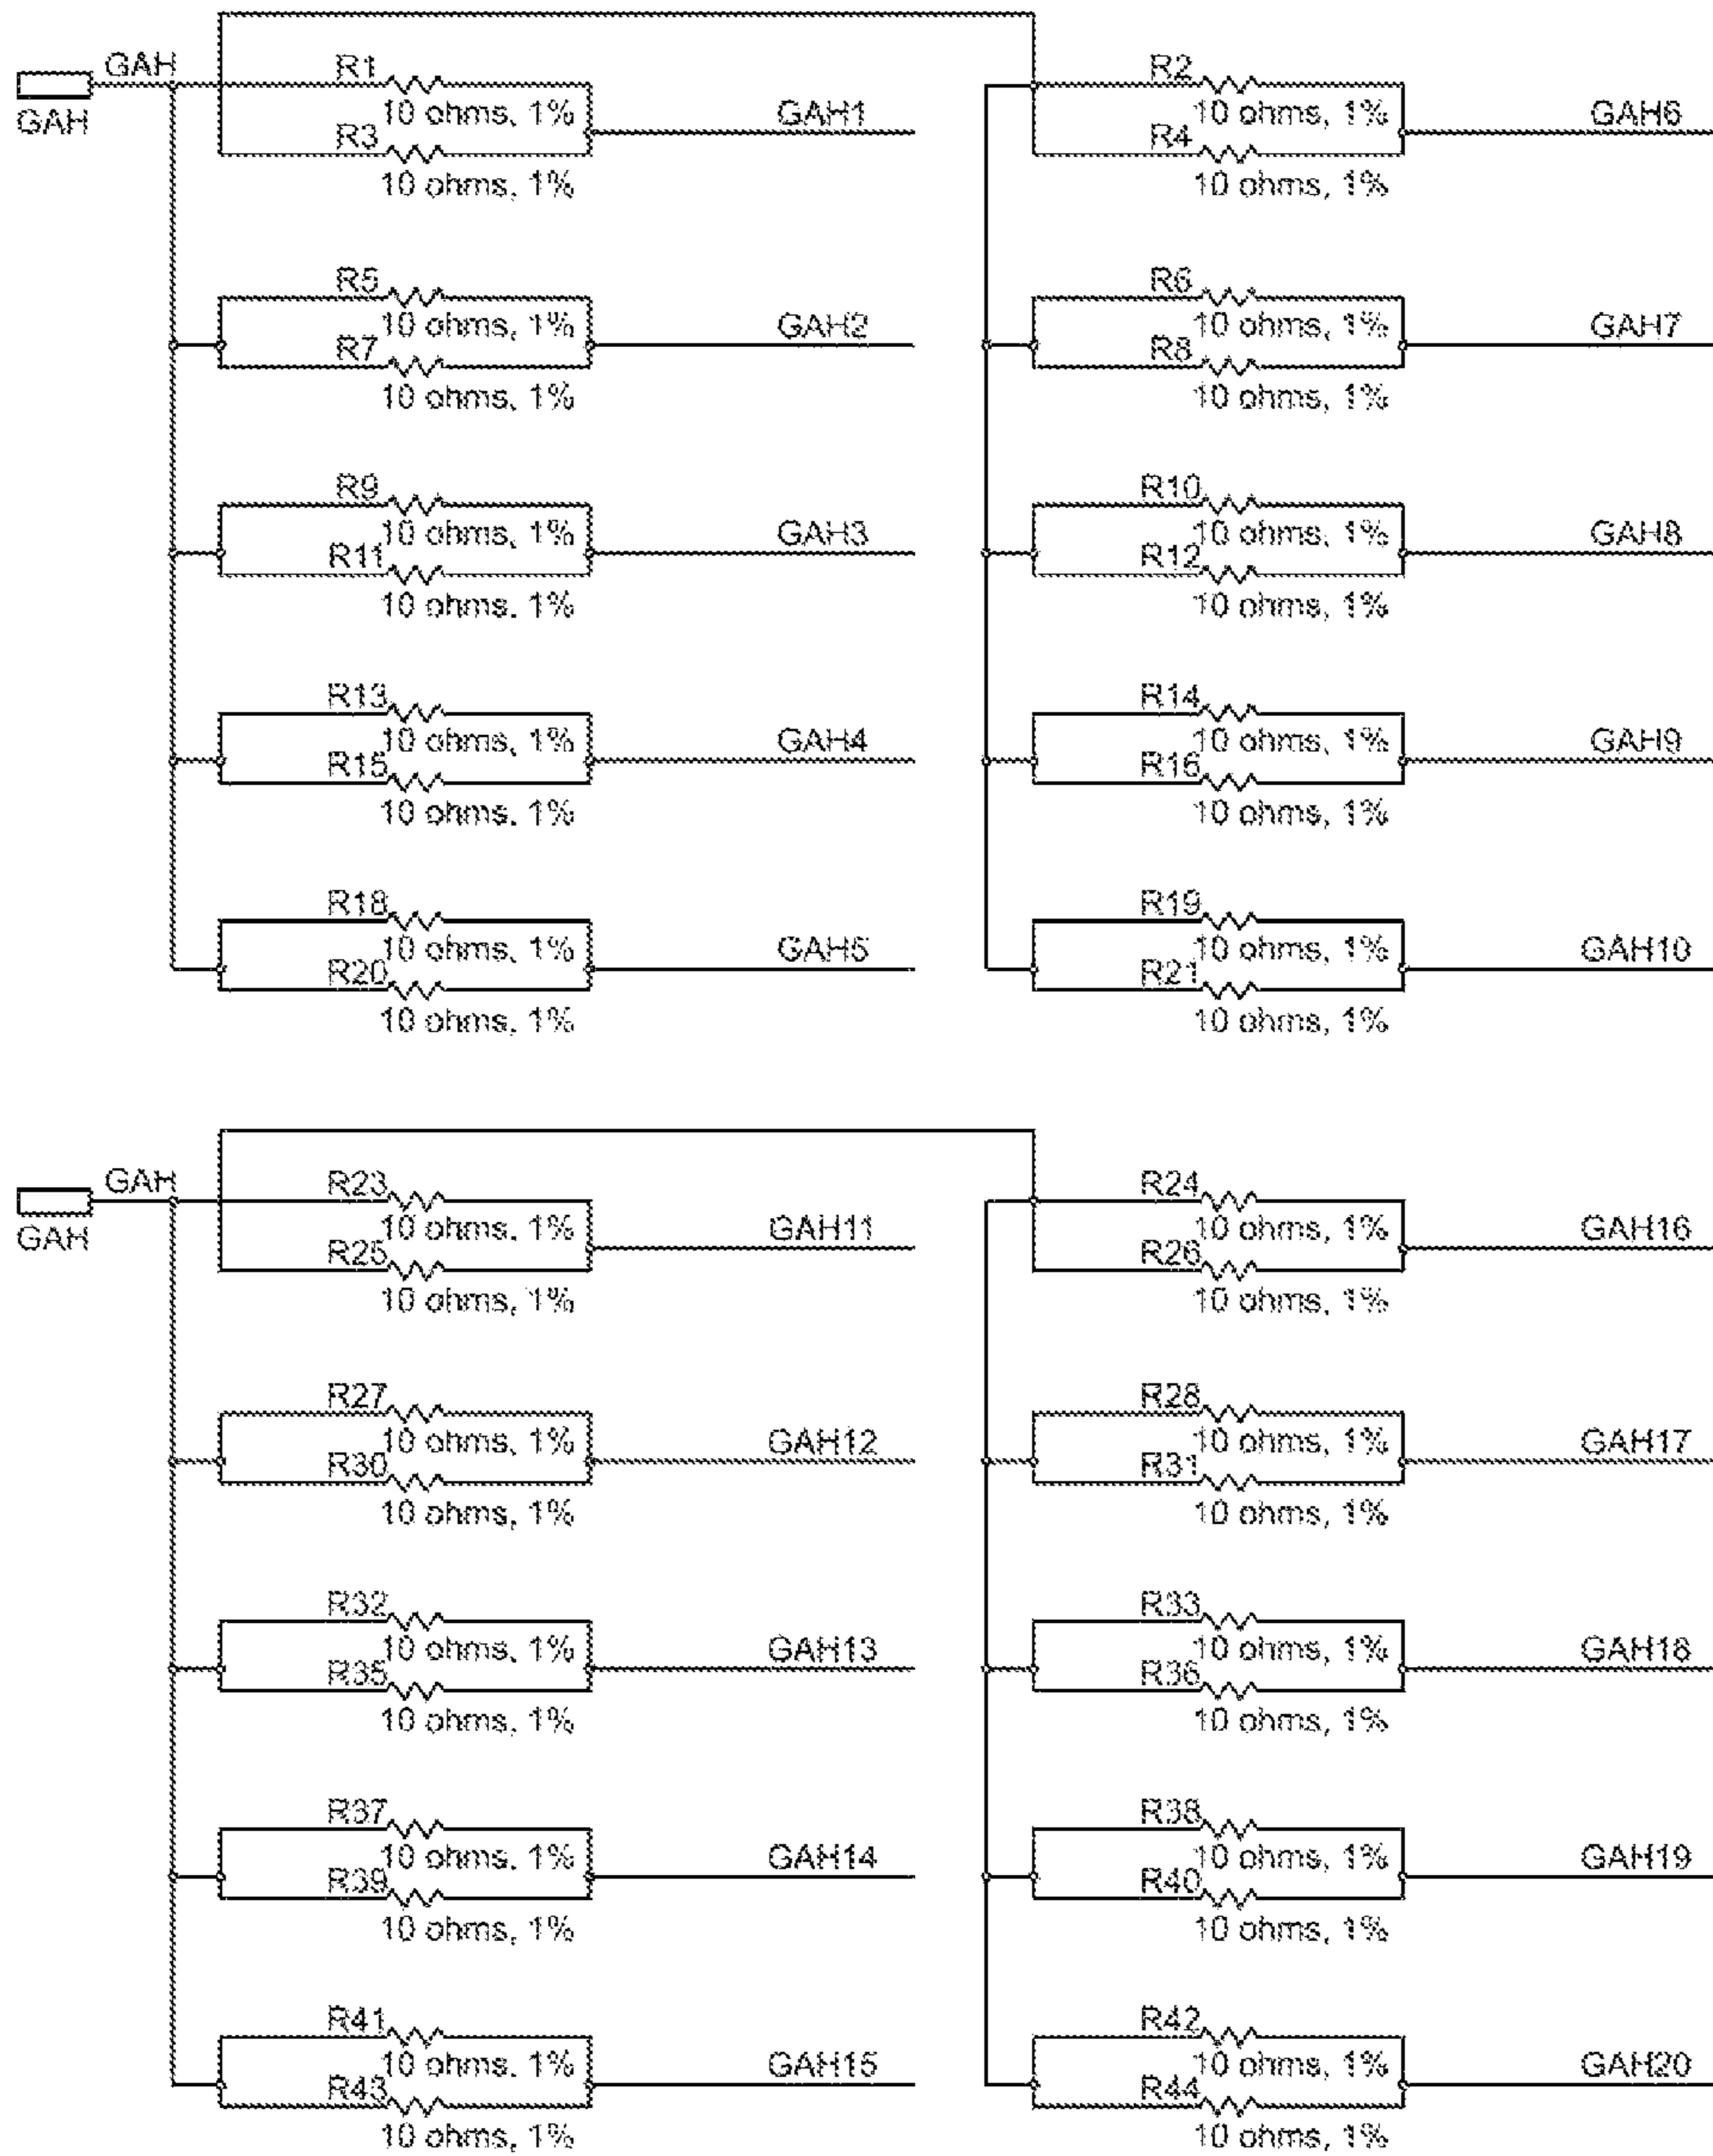 GAH R1 R2
GAH 10 ohms, 1% GAH1 10 ohms, 1% GAH6
R3 R4
10 ohms, 1% 10 ohms, 1%
R5 R6
10 ohms, 1% GAH2 10 ohms, 1% GAH7
R7 R8
10 ohms, 1% 10 ohms, 1%
R9 R10
10 ohms, 1% GAH3 10 ohms, 1% GAH8
R11 R12
10 ohms, 1% 10 ohms, 1%
R13 R14
10 ohms, 1% GAH4 10 ohms, 1% GAH9
R15 R16
10 ohms, 1% 10 ohms, 1%
R18 R19
10 ohms, 1% GAH5 10 ohms, 1% GAH10
R20 R21
10 ohms, 1% 10 ohms, 1%
GAH R23 R24
GAH 10 ohms, 1% GAH11 10 ohms, 1% GAH16
R25 R26
10 ohms, 1% 10 ohms, 1%
R27 R28
10 ohms, 1% GAH12 10 ohms, 1% GAH17
R30 R31
10 ohms, 1% 10 ohms, 1%
R32 R33
10 ohms, 1% GAH13 10 ohms, 1% GAH18
R35 R36
10 ohms, 1% 10 ohms, 1%
R37 R38
10 ohms, 1% GAH14 10 ohms, 1% GAH19
R39 R40
10 ohms, 1% 10 ohms, 1%
R41 R42
10 ohms, 1% GAH15 10 ohms, 1% GAH20
R43 R44
10 ohms, 1% 10 ohms, 1%